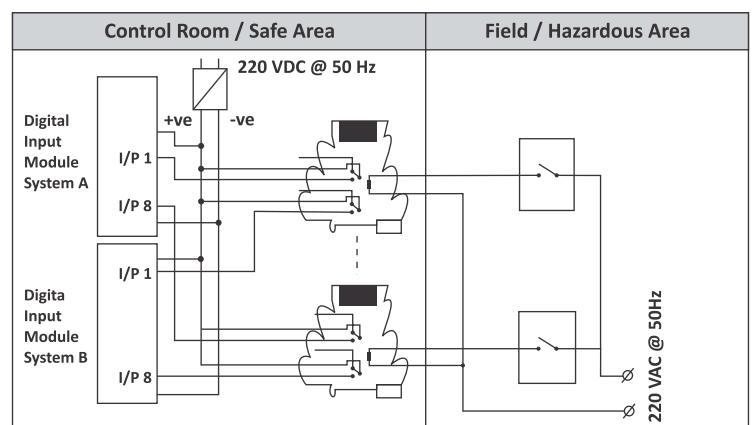 Control Room / Safe Area
Field / Hazardous Area
220 VDC @ 50 Hz
+ve
-ve
Digital
Input
Module
System A
I/P 1
I/P 8
Digita
Input
Module
System B
I/P 1
I/P 8
220 VAC @ 50Hz